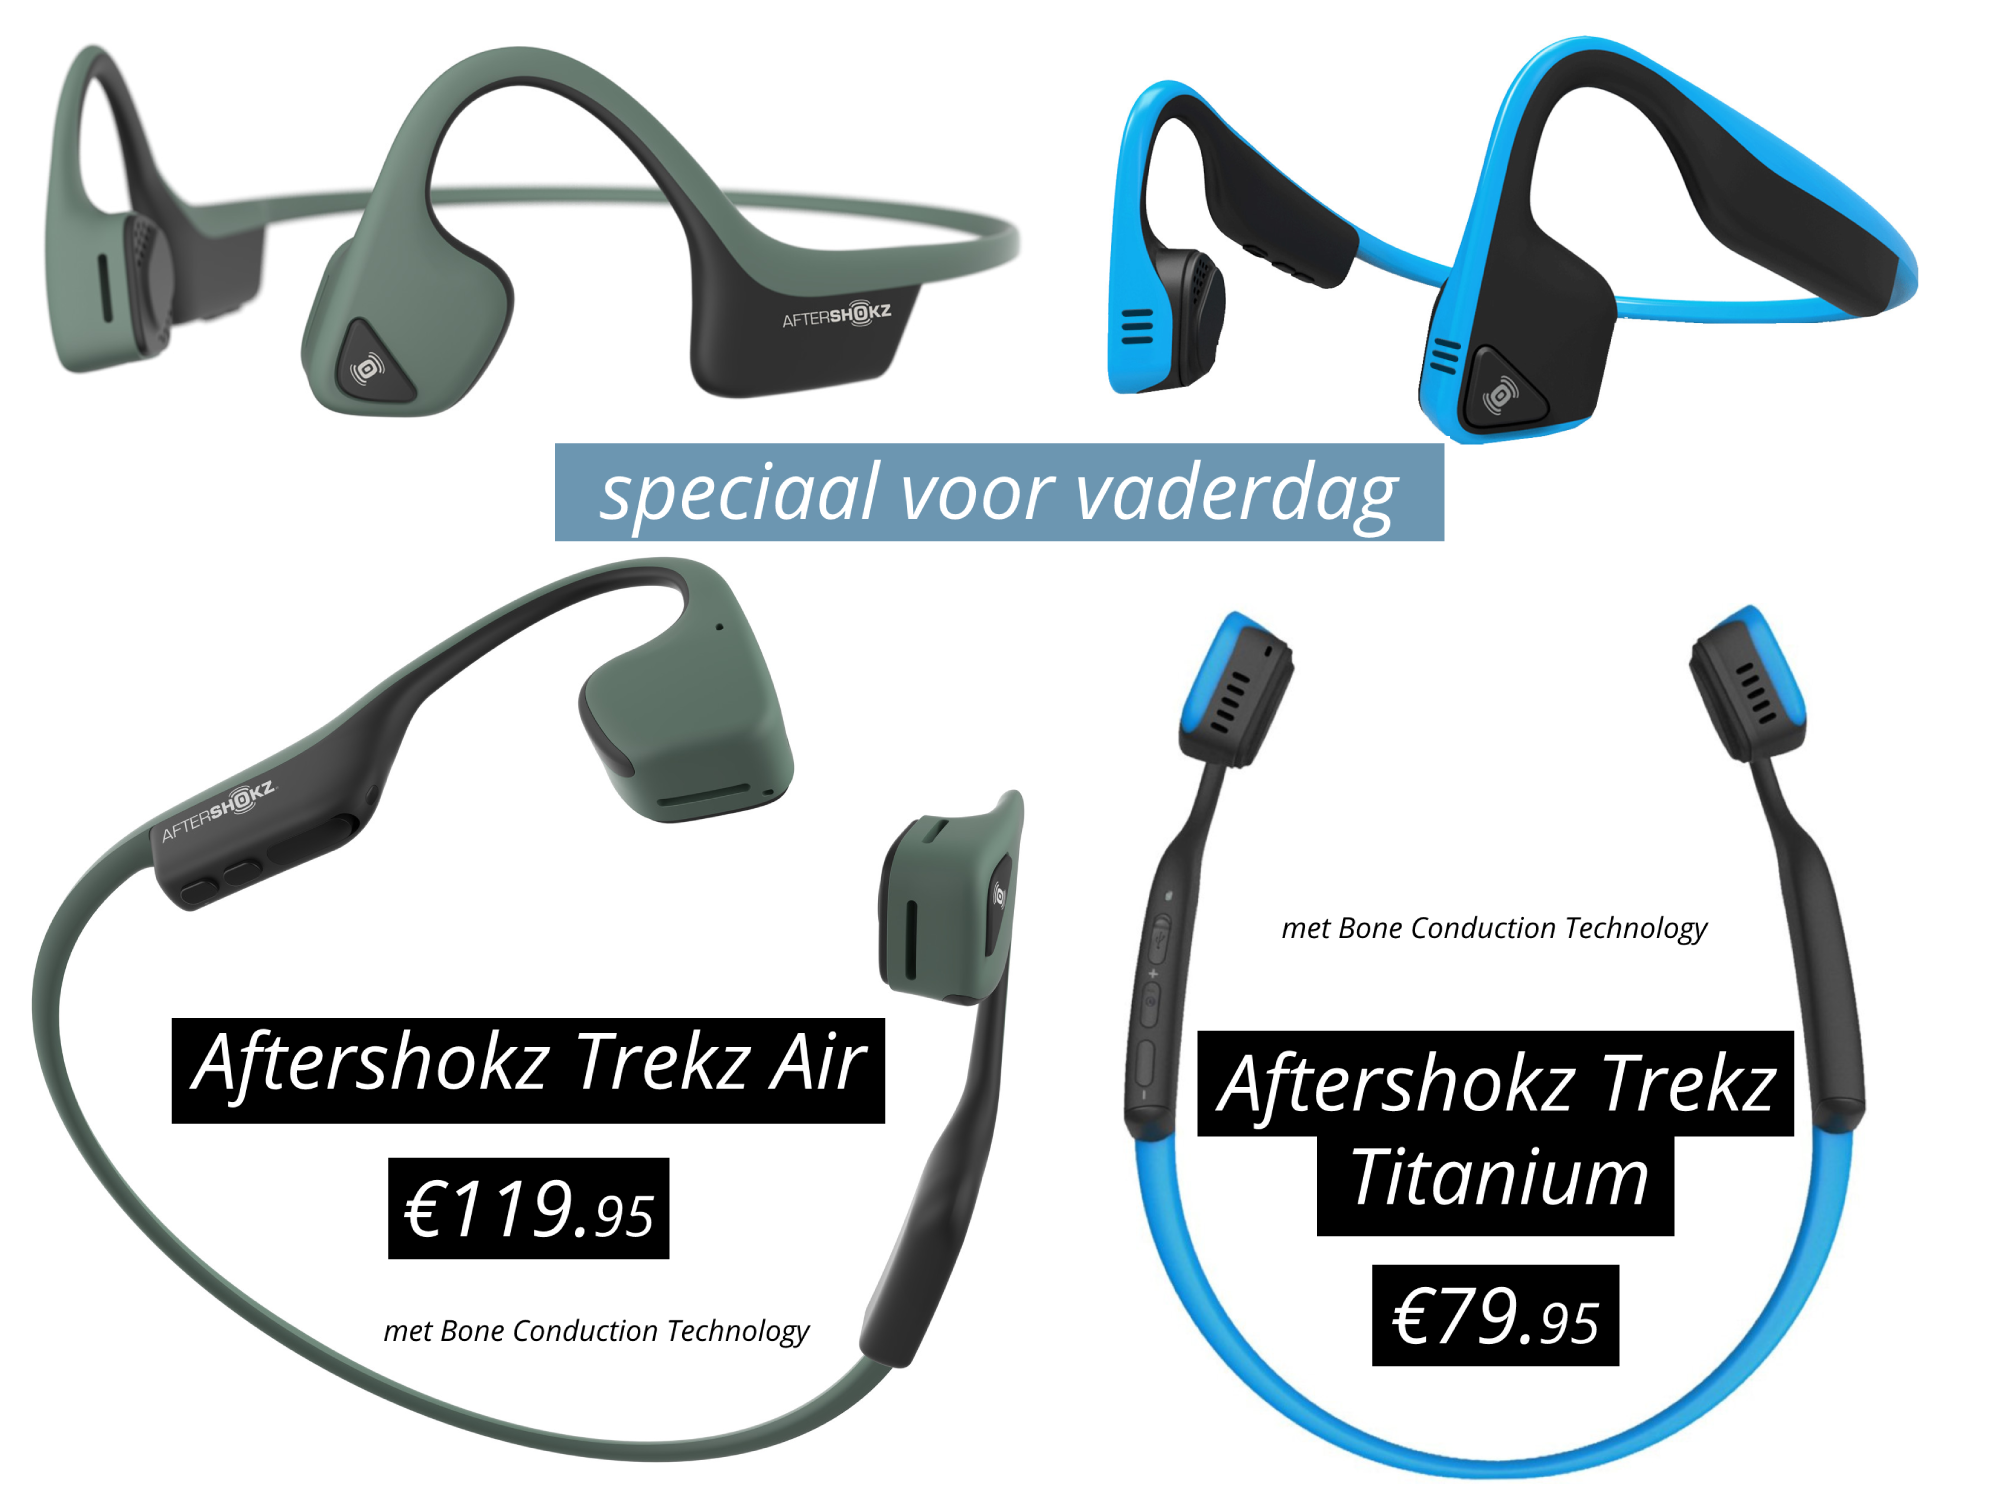 AFTERSHOKZ
speciaal voor vaderdag
AFTERSHOKZ
Aftershokz Trekz Air
€119.95
met Bone Conduction Technology
met Bone Conduction Technology
Aftershokz Trekz
Titanium
€79.95